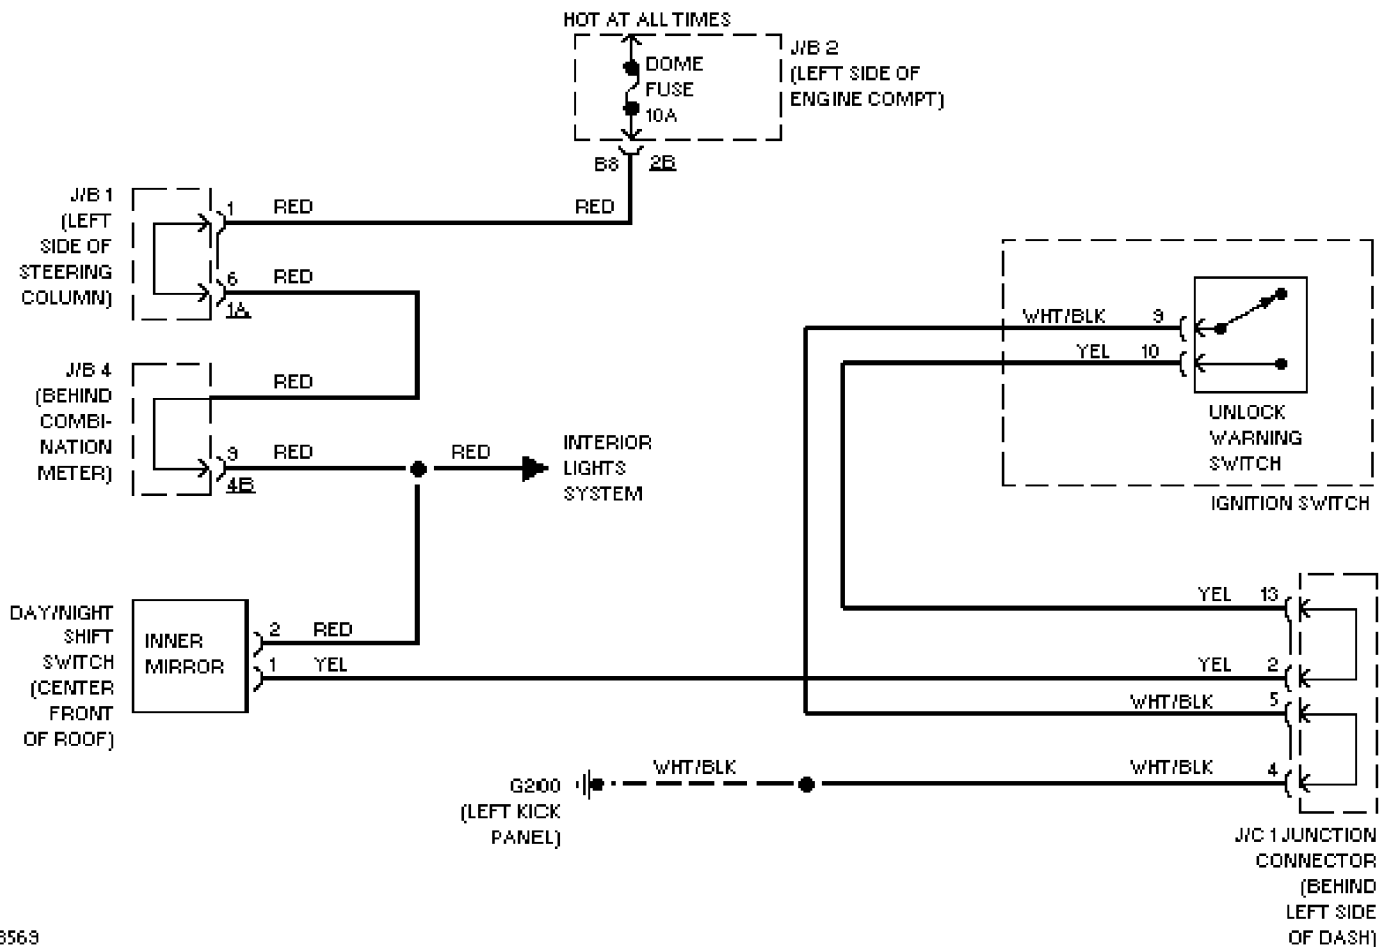 HOT AT ALL TIMES
DOME
FUSE
10A
J/B 2
(LEFT SIDE OF
ENGINE COMPT)
B8 2B
J/B 1
(LEFT
SIDE OF
STEERING
COLUMN)
1 RED RED
6 RED
1A
J/B 4
(BEHIND
COMBI-
NATION
METER)
RED
9 RED RED
4B
INTERIOR
LIGHTS
SYSTEM
WHT/BLK 9
YEL 10
UNLOCK
WARNING
SWITCH
IGNITION SWITCH
DAY/NIGHT
SHIFT
SWITCH
(CENTER
FRONT
OF ROOF)
INNER
MIRROR
2 RED
1 YEL
YEL 13
YEL 2
WHT/BLK 5
WHT/BLK WHT/BLK 4
G200
(LEFT KICK
PANEL)
J/C 1 JUNCTION
CONNECTOR
(BEHIND
LEFT SIDE
OF DASH)